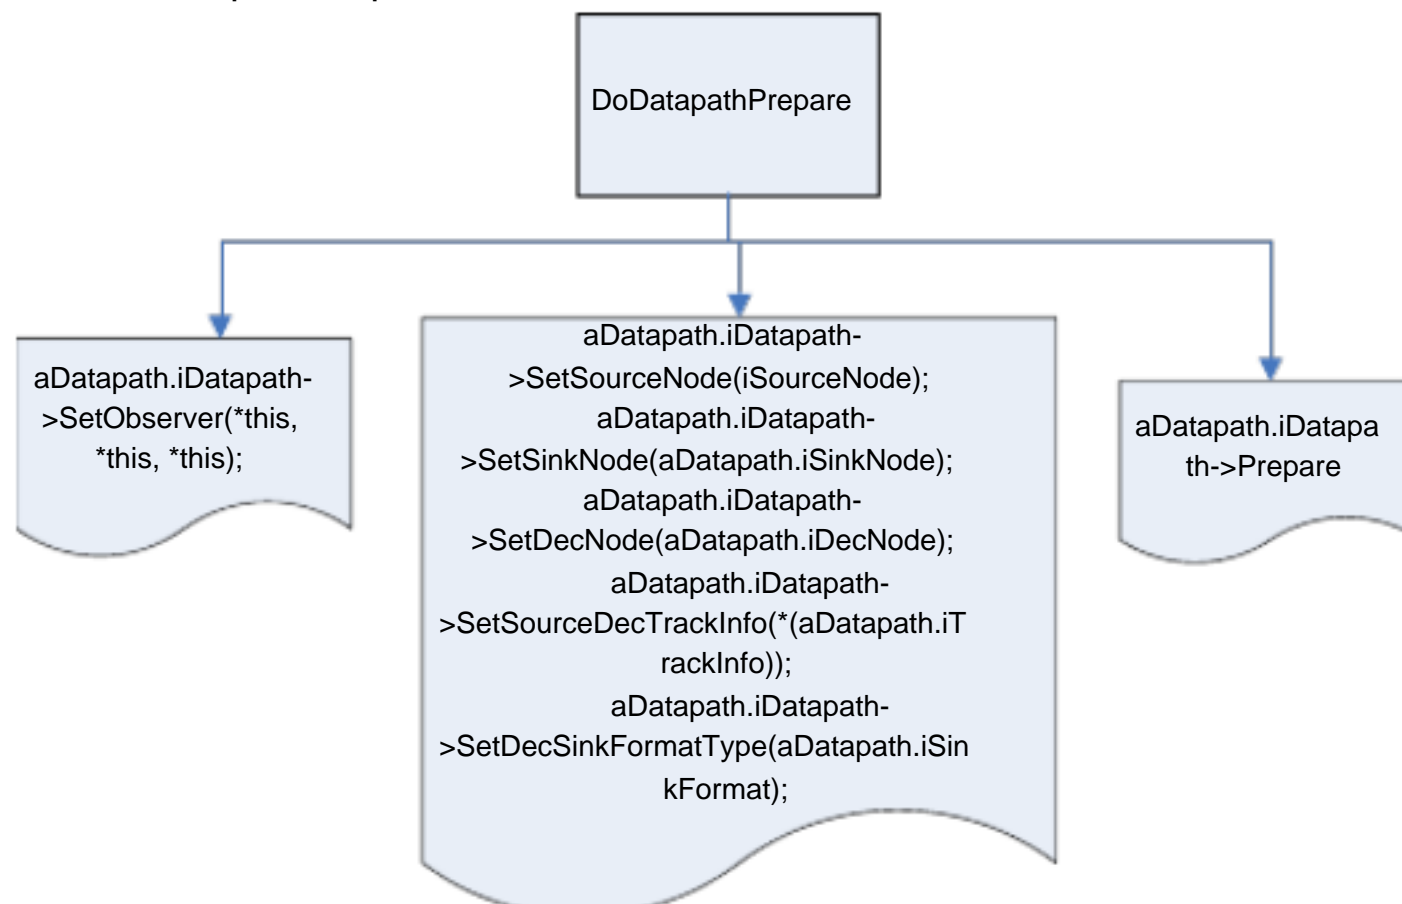 DoDatapathPrepare
aDatapath.iDatapath-
>SetObserver(*this,
*this, *this);
aDatapath.iDatapath-
>SetSourceNode(iSourceNode);
aDatapath.iDatapath-
>SetSinkNode(aDatapath.iSinkNode);
aDatapath.iDatapath-
>SetDecNode(aDatapath.iDecNode);
aDatapath.iDatapath-
>SetSourceDecTrackInfo(*(aDatapath.iT
rackInfo));
aDatapath.iDatapath-
>SetDecSinkFormatType(aDatapath.iSin
kFormat);
aDatapath.iDatapa
th->Prepare